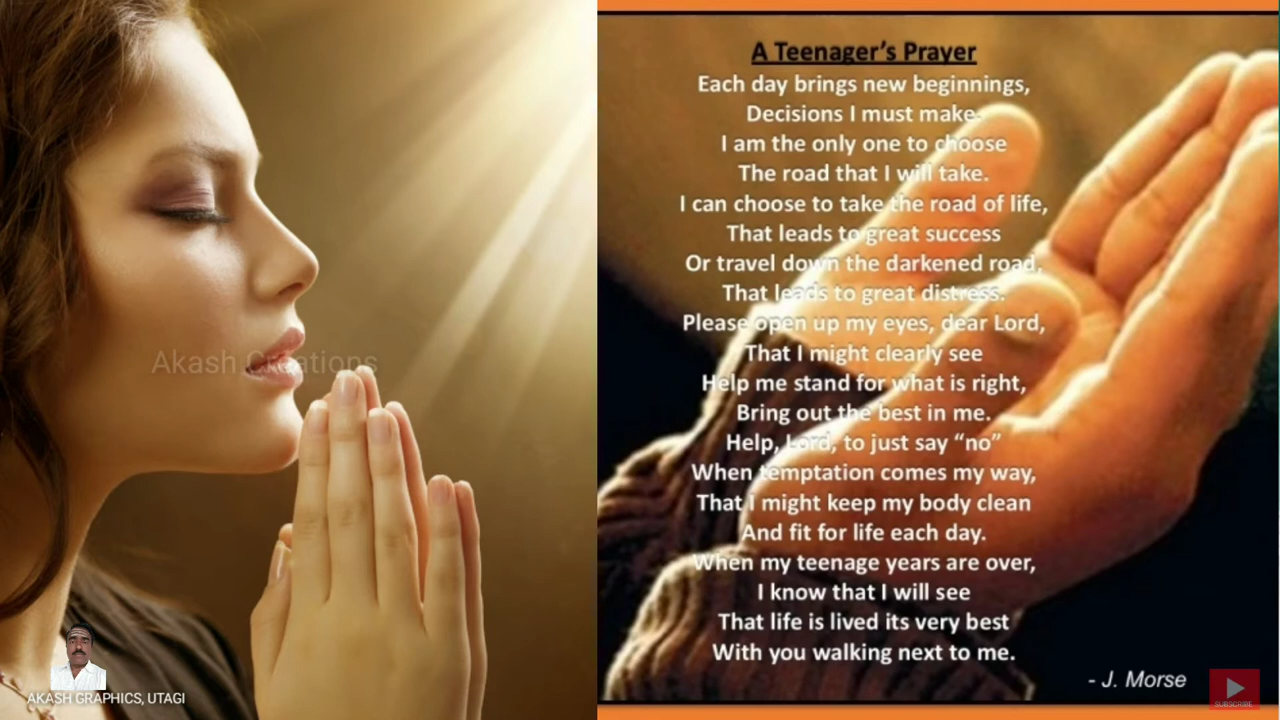 Akash Creations
AKASH GRAPHICS, UTAGI
A Teenager's Prayer
Each day brings new beginnings,
Decisions I must make.
I am the only one to choose
The road that I will take.
I can choose to take the road of life,
That leads to great success
Or travel down the darkened road,
That leads to great distress.
Please open up my eyes, dear Lord,
That I might clearly see
Help me stand for what is right,
Bring out the best in me.
Help, Lord, to just say “no”
When temptation comes my way,
That I might keep my body clean
And fit for life each day.
When my teenage years are over,
I know that I will see
That life is lived its very best
With you walking next to me.
- J. Morse
SUBSCRIBE